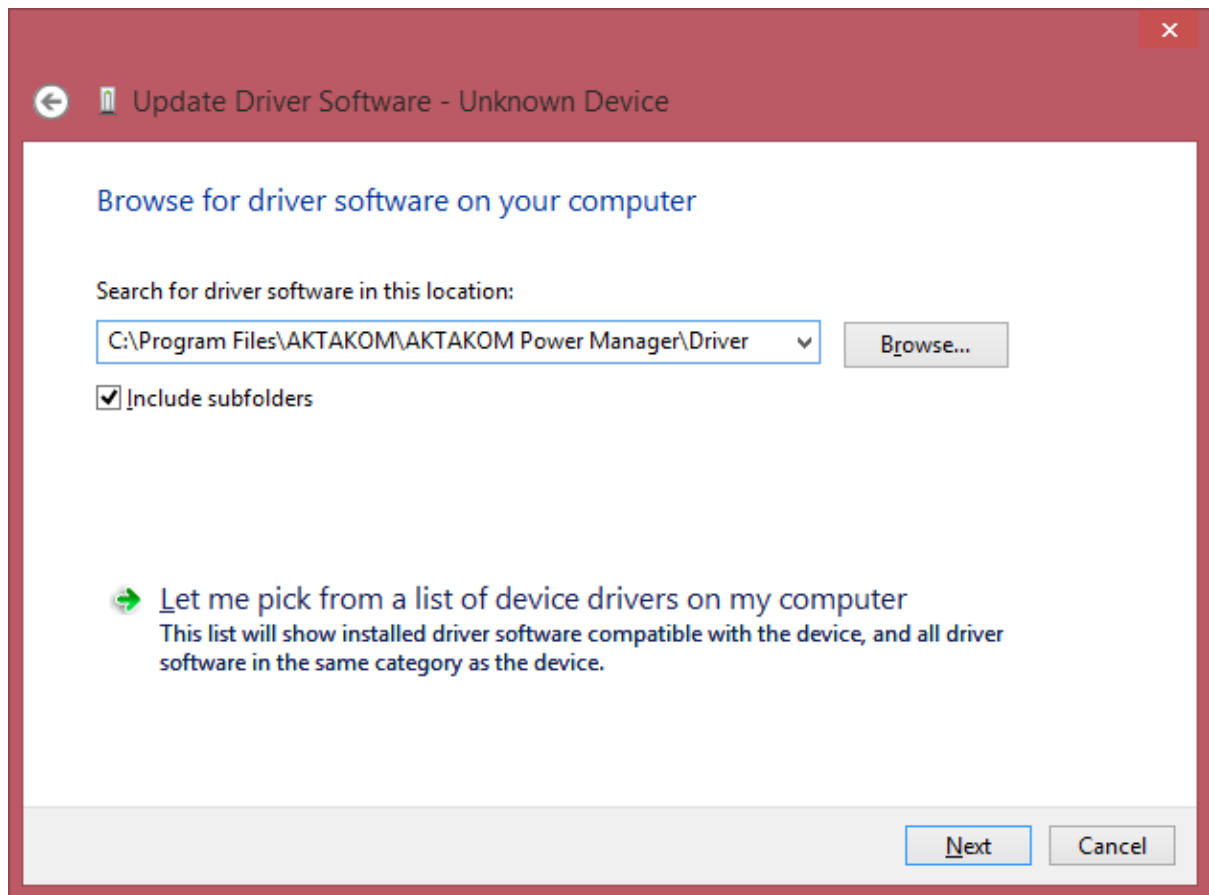 Update Driver Software - Unknown Device
Browse for driver software on your computer
Search for driver software in this location:
C:\Program Files\AKTAKOM\AKTAKOM Power Manager\Driver
Browse...
Include subfolders
Let me pick from a list of device drivers on my computer
This list will show installed driver software compatible with the device, and all driver
software in the same category as the device.
Next
Cancel